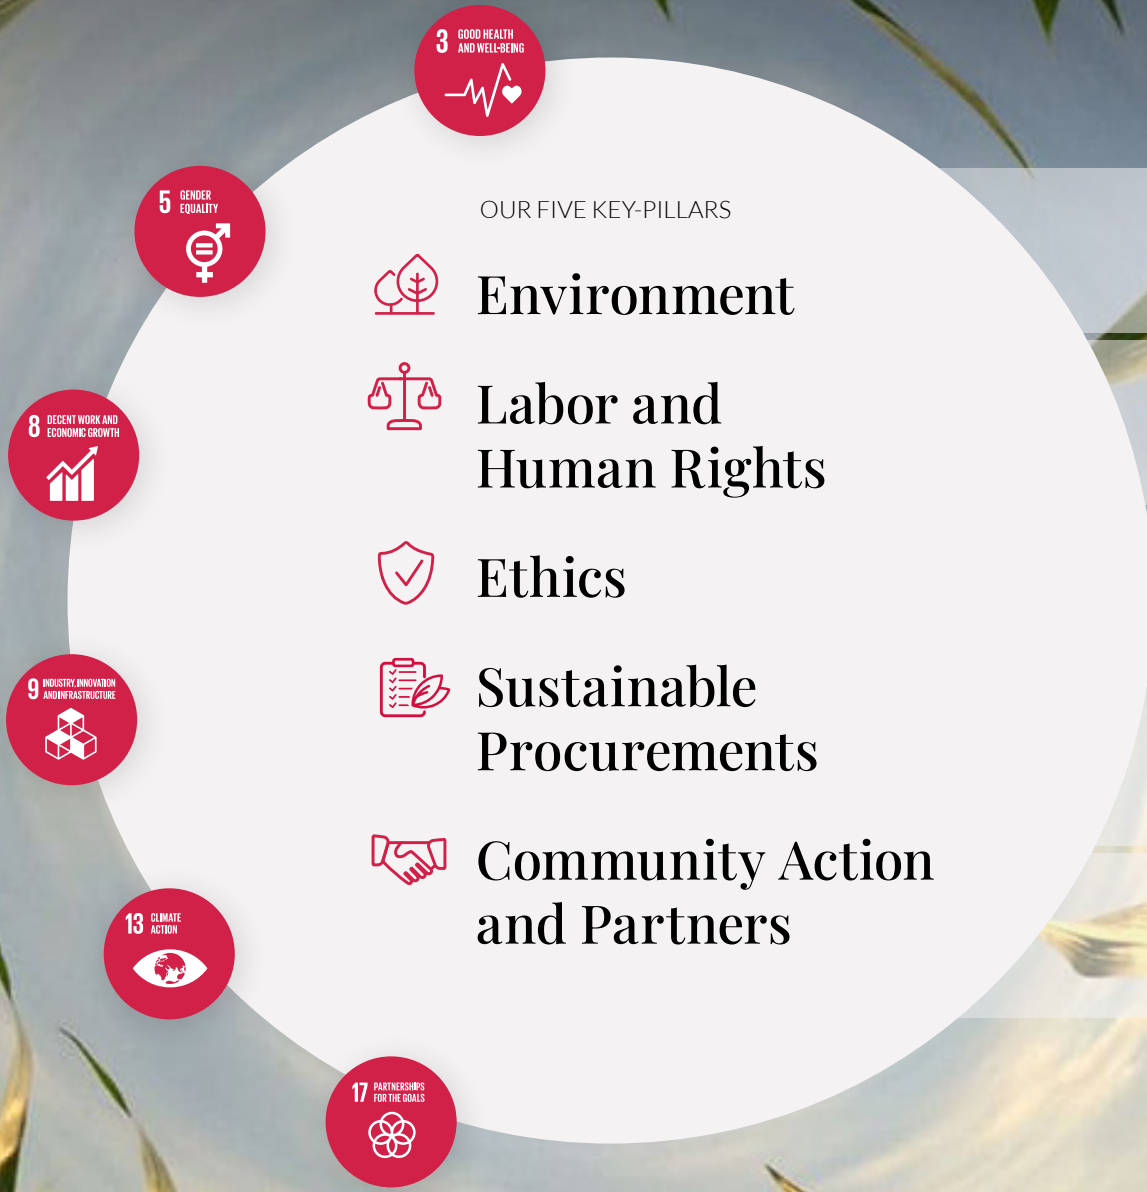 3 GOOD HEALTH
AND WELL-BEING
5 GENDER
EQUALITY
8 DECENT WORK AND
ECONOMIC GROWTH
9 INDUSTRY, INNOVATION
AND INFRASTRUCTURE
13 CLIMATE
ACTION
17 PARTNERSHIPS
FOR THE GOALS
OUR FIVE KEY-PILLARS
Environment
Labor and
Human Rights
Ethics
Sustainable
Procurements
Community Action
and Partners